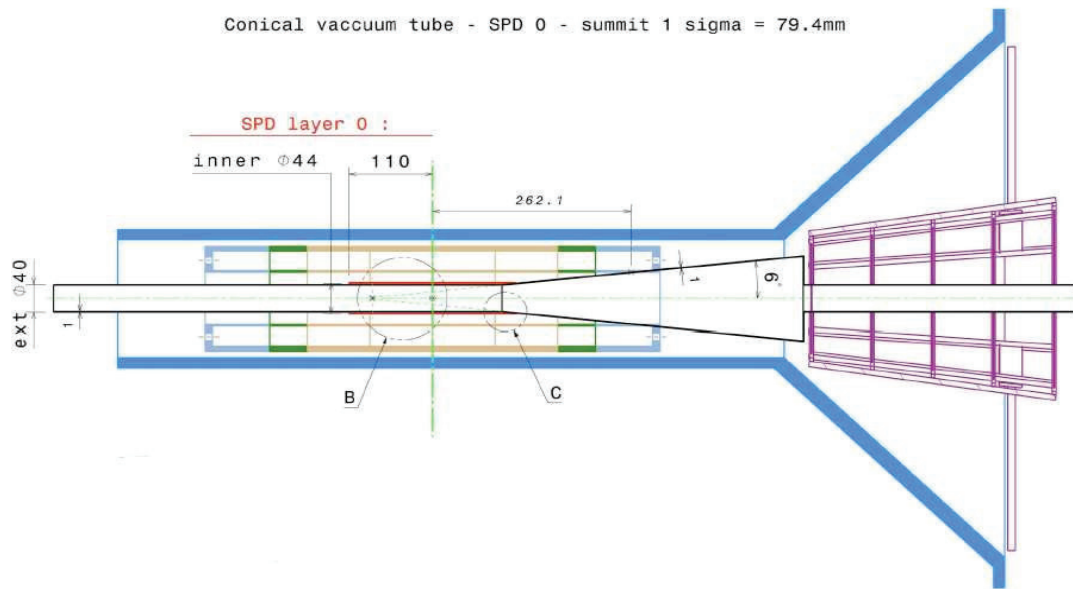 Conical vaccuum tube - SPD 0 - summit 1 sigma = 79.4mm
SPD layer 0 :
inner Φ44
110
262.1
ext Φ40
1
1
6°
B
C